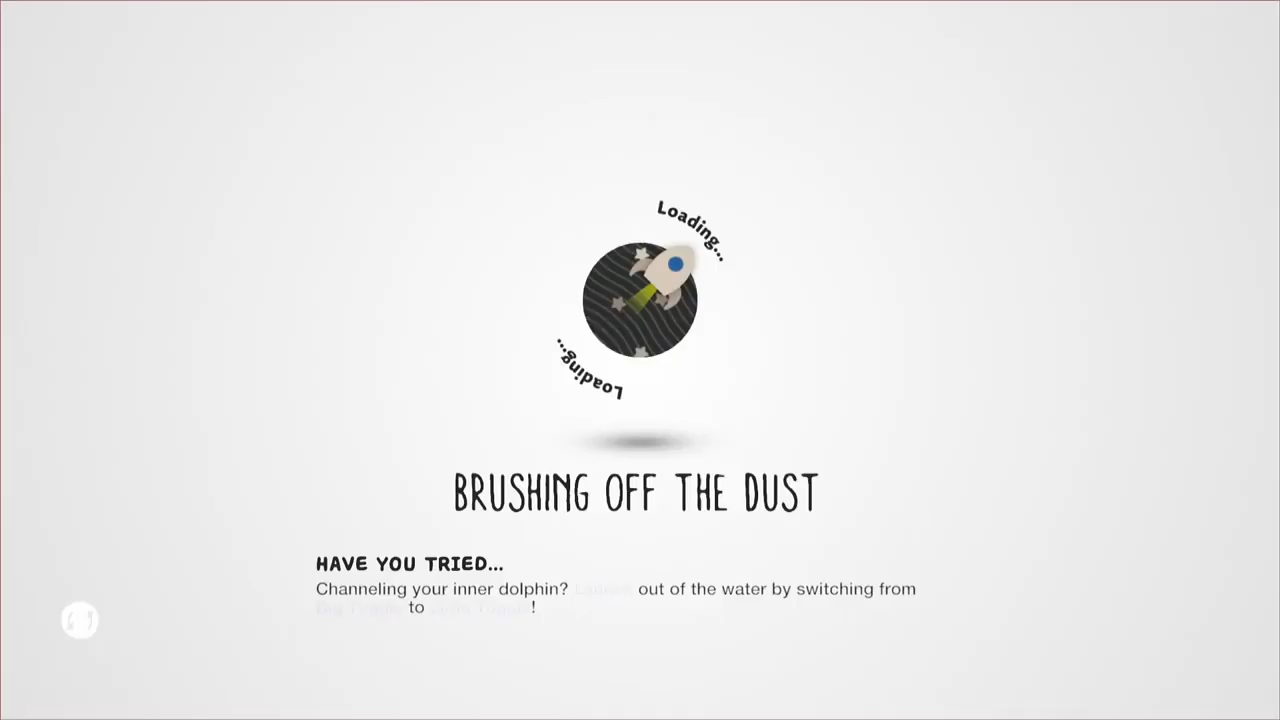 Loading...
Loading...
BRUSHING OFF THE DUST
HAVE YOU TRIED...
Channeling your inner dolphin? out of the water by switching from
to !